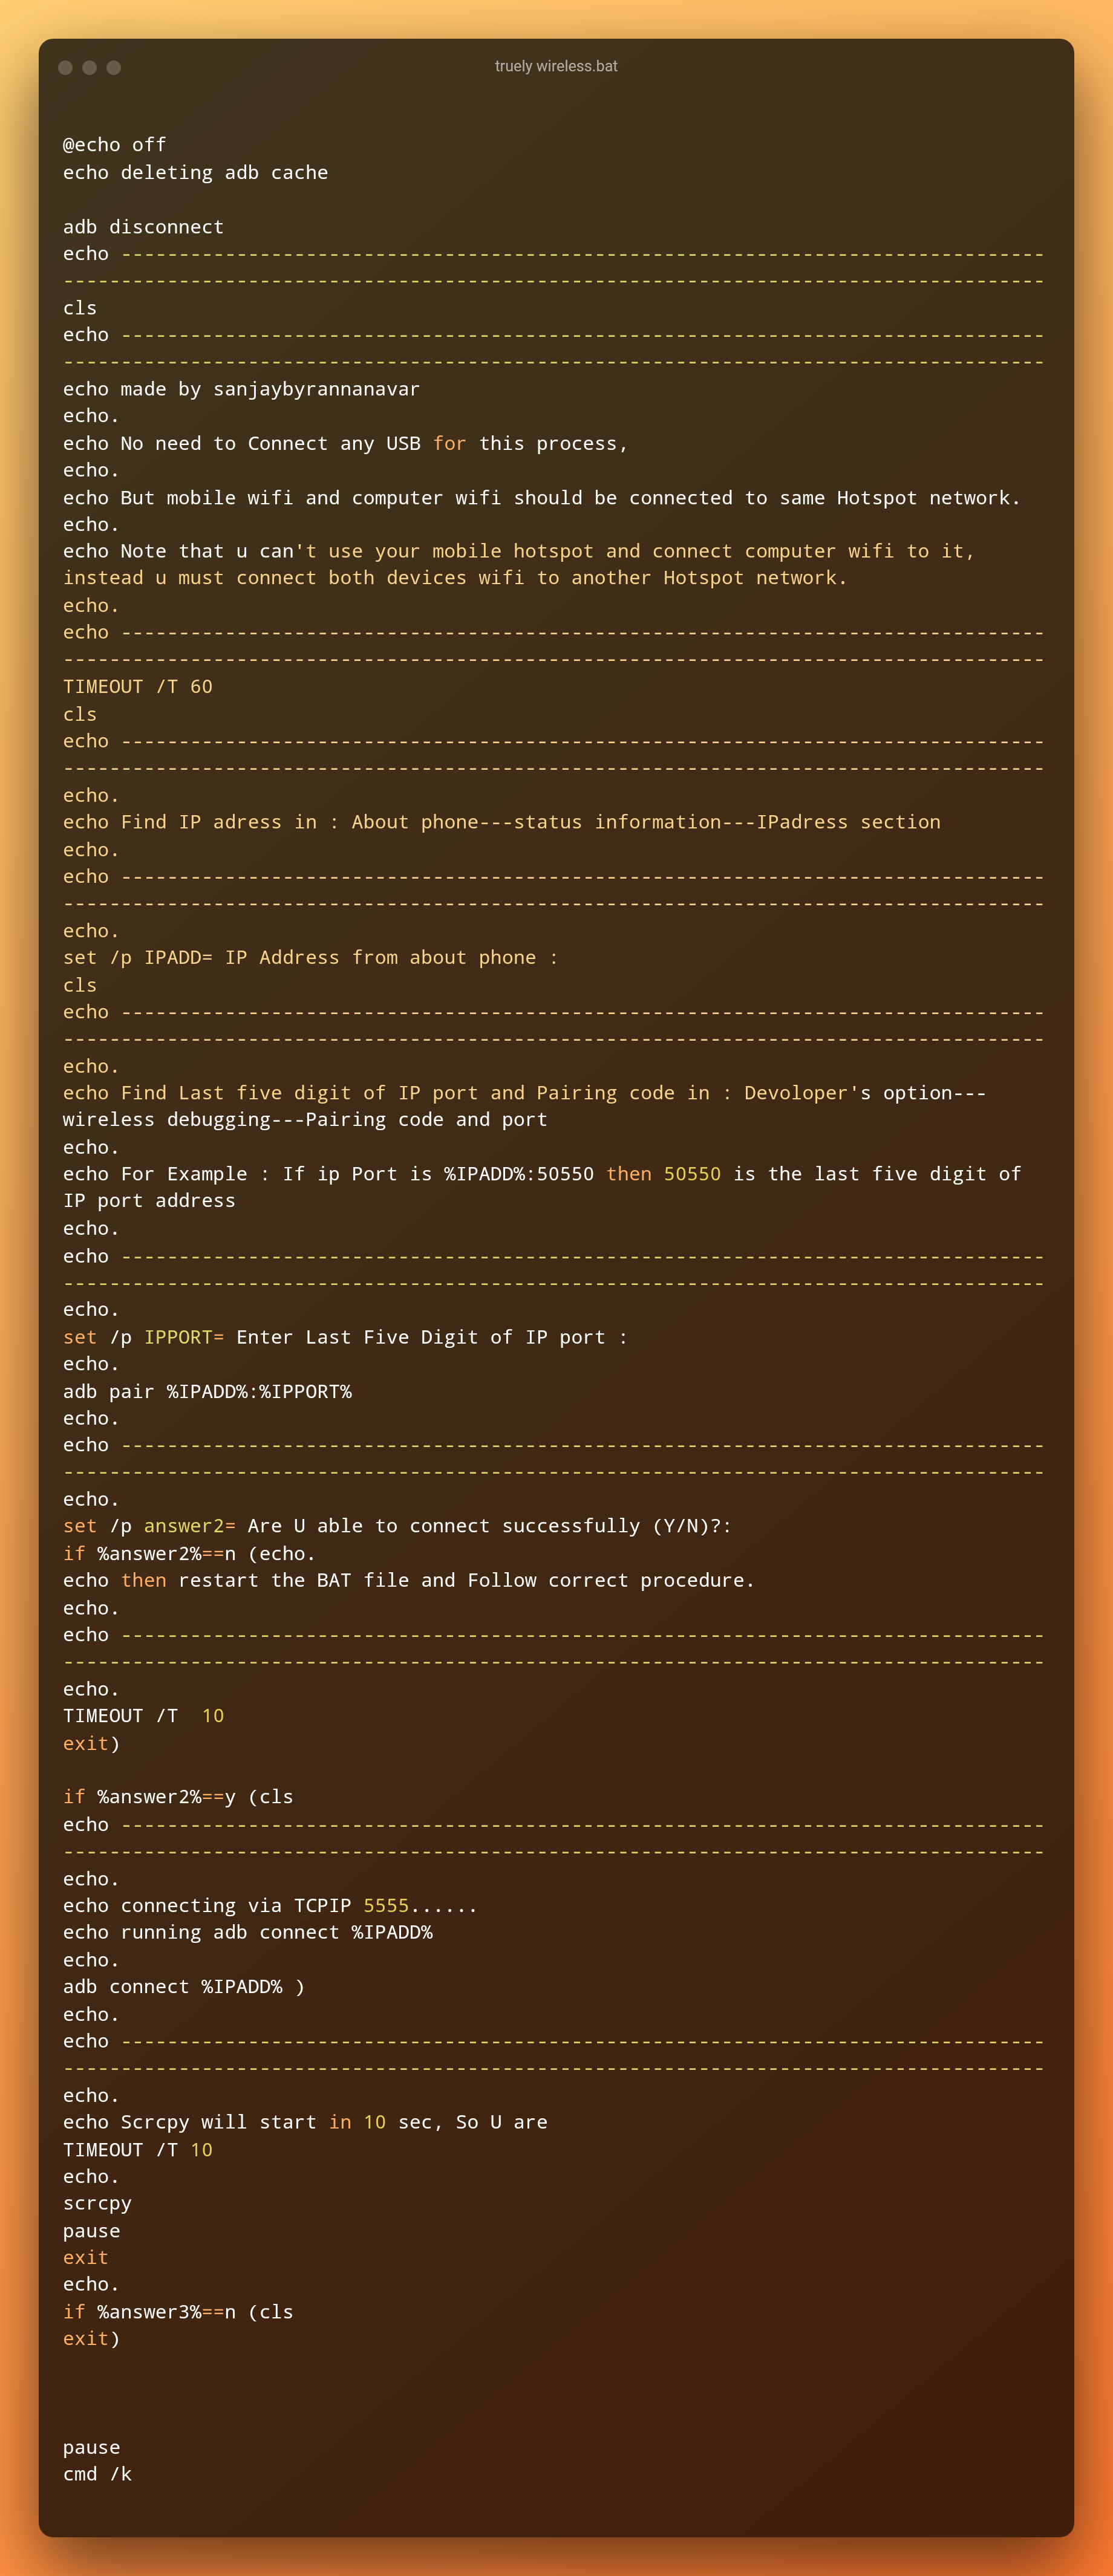 truely wireless.bat
@echo off
echo deleting adb cache
adb disconnect
echo --------------------------------------------------------------------------------
-------------------------------------------------------------------------------------
cls
echo --------------------------------------------------------------------------------
-------------------------------------------------------------------------------------
echo made by sanjaybyrannanavar
echo.
echo No need to Connect any USB for this process,
echo.
echo But mobile wifi and computer wifi should be connected to same Hotspot network.
echo.
echo Note that u can't use your mobile hotspot and connect computer wifi to it,
instead u must connect both devices wifi to another Hotspot network.
echo.
echo --------------------------------------------------------------------------------
-------------------------------------------------------------------------------------
TIMEOUT /T 60
cls
echo --------------------------------------------------------------------------------
-------------------------------------------------------------------------------------
echo.
echo Find IP adress in : About phone---status information---IPadress section
echo.
echo --------------------------------------------------------------------------------
-------------------------------------------------------------------------------------
echo.
set /p IPADD= IP Address from about phone :
cls
echo --------------------------------------------------------------------------------
-------------------------------------------------------------------------------------
echo.
echo Find Last five digit of IP port and Pairing code in : Devoloper's option---
wireless debugging---Pairing code and port
echo.
echo For Example : If ip Port is %IPADD%:50550 then 50550 is the last five digit of
IP port address
echo.
echo --------------------------------------------------------------------------------
-------------------------------------------------------------------------------------
echo.
set /p IPPORT= Enter Last Five Digit of IP port :
echo.
adb pair %IPADD%:%IPPORT%
echo.
echo --------------------------------------------------------------------------------
-------------------------------------------------------------------------------------
echo.
set /p answer2= Are U able to connect successfully (Y/N)?:
if %answer2%==n (echo.
echo then restart the BAT file and Follow correct procedure.
echo.
echo --------------------------------------------------------------------------------
-------------------------------------------------------------------------------------
echo.
TIMEOUT /T  10
exit)
if %answer2%==y (cls
echo --------------------------------------------------------------------------------
-------------------------------------------------------------------------------------
echo.
echo connecting via TCPIP 5555......
echo running adb connect %IPADD%
echo.
adb connect %IPADD% )
echo.
echo --------------------------------------------------------------------------------
-------------------------------------------------------------------------------------
echo.
echo Scrcpy will start in 10 sec, So U are
TIMEOUT /T 10
echo.
scrcpy
pause
exit
echo.
if %answer3%==n (cls
exit)
pause
cmd /k